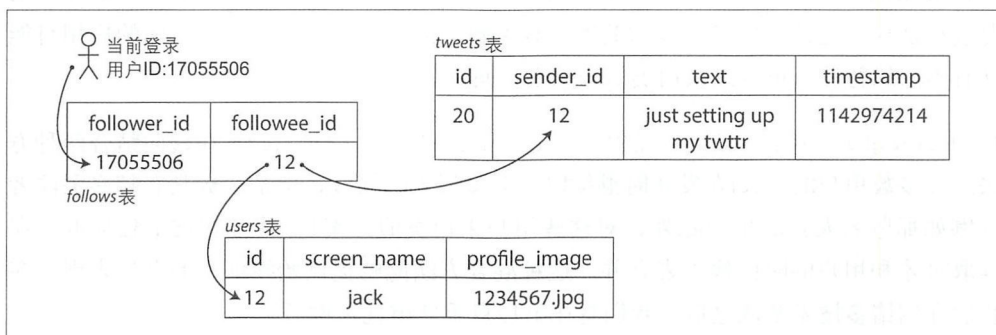 当前登录
用户ID:17055506
tweets 表
id sender_id text timestamp
20 12 just setting up my twttr 1142974214
follower_id followee_id
17055506 12
follows表
users 表
id screen_name profile_image
12 jack 1234567.jpg